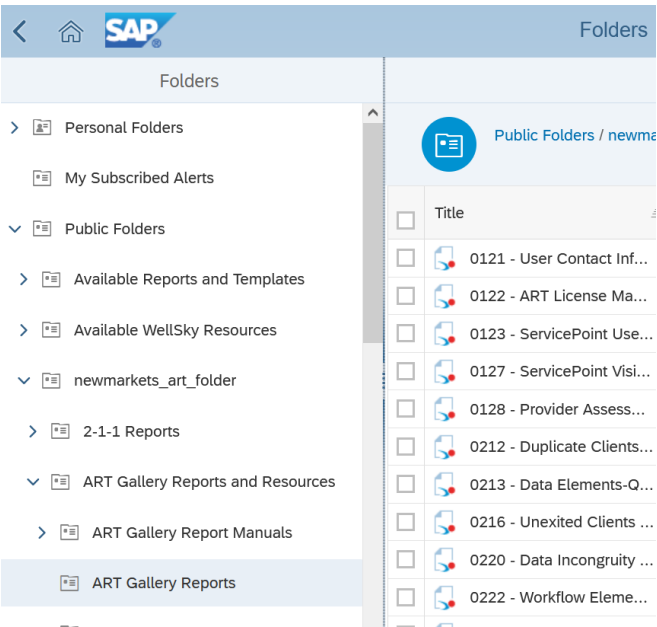 SAP
Folders
Folders
Personal Folders
My Subscribed Alerts
Public Folders
Available Reports and Templates
Available WellSky Resources
newmarkets_art_folder
2-1-1 Reports
ART Gallery Reports and Resources
ART Gallery Report Manuals
ART Gallery Reports
Public Folders / newma
Title
0121 - User Contact Inf...
0122 - ART License Ma...
0123 - ServicePoint Use...
0127 - ServicePoint Visi...
0128 - Provider Assess...
0212 - Duplicate Clients...
0213 - Data Elements-Q...
0216 - Unexited Clients ...
0220 - Data Incongruity ...
0222 - Workflow Eleme...